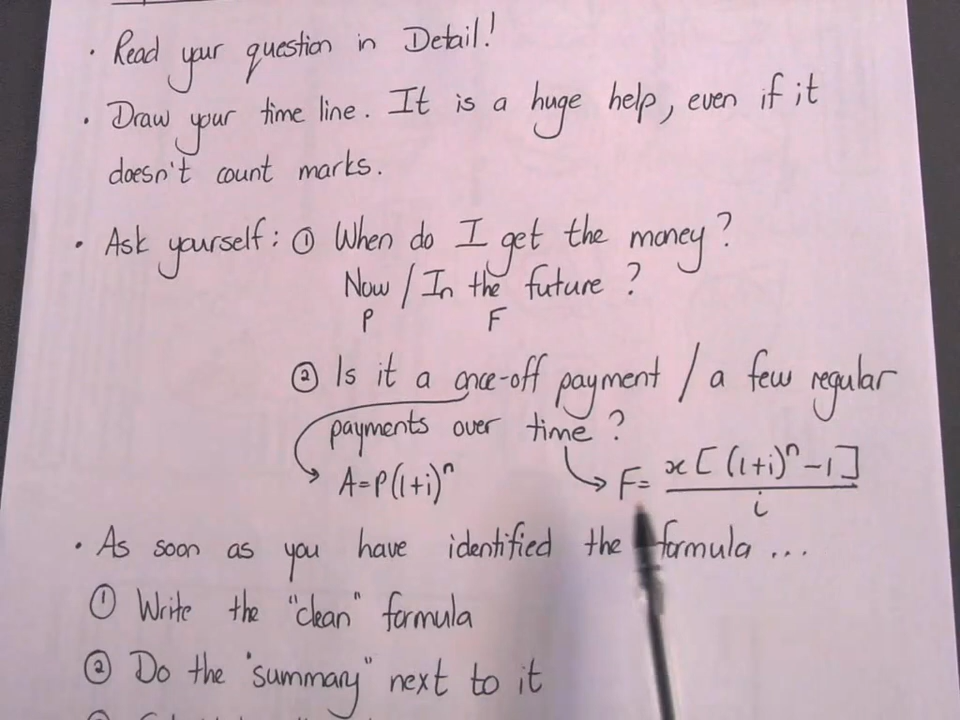 · Read your question in Detail!
· Draw your time line. It is a huge help, even if it
doesn't count marks.
· Ask yourself: ① When do I get the money?
Now / In the future?
P F
② Is it a once-off payment / a few regular
payments over time?
A=P(1+i)ⁿ F= x[(1+i)ⁿ-1]
i
· As soon as you have identified the formula ...
① Write the "clean" formula
② Do the "summary" next to it